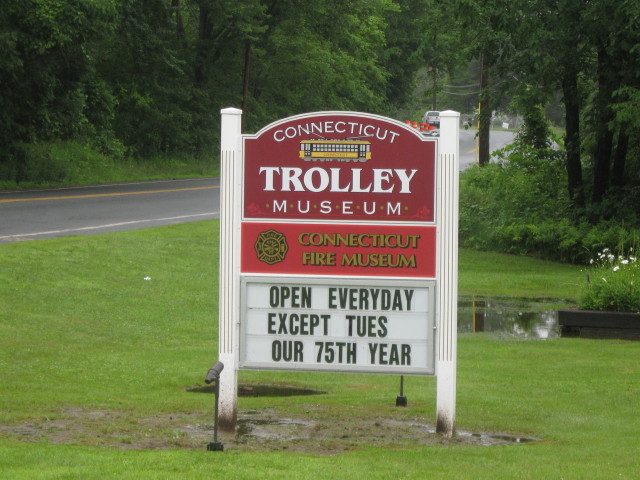 CONNECTICUT
TROLLEY
MUSEUM
CONNECTICUT
FIRE MUSEUM
OPEN EVERYDAY
EXCEPT TUES
OUR 75TH YEAR